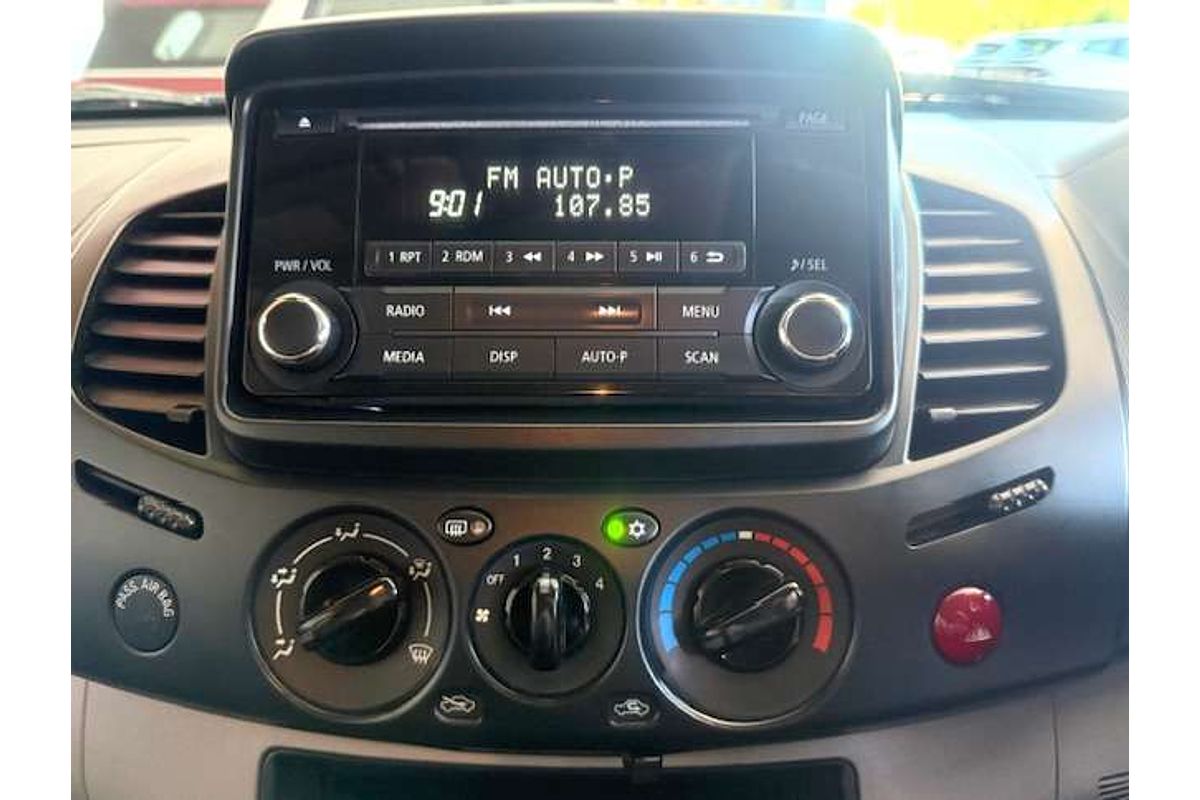 PAGE
FM AUTO·P
9:01 107.85
1 RPT 2 RDM 3 4 5 6
PWR / VOL
/ SEL
RADIO MENU
MEDIA DISP AUTO-P SCAN
OFF 1 2 3 4
PASS. AIR BAG